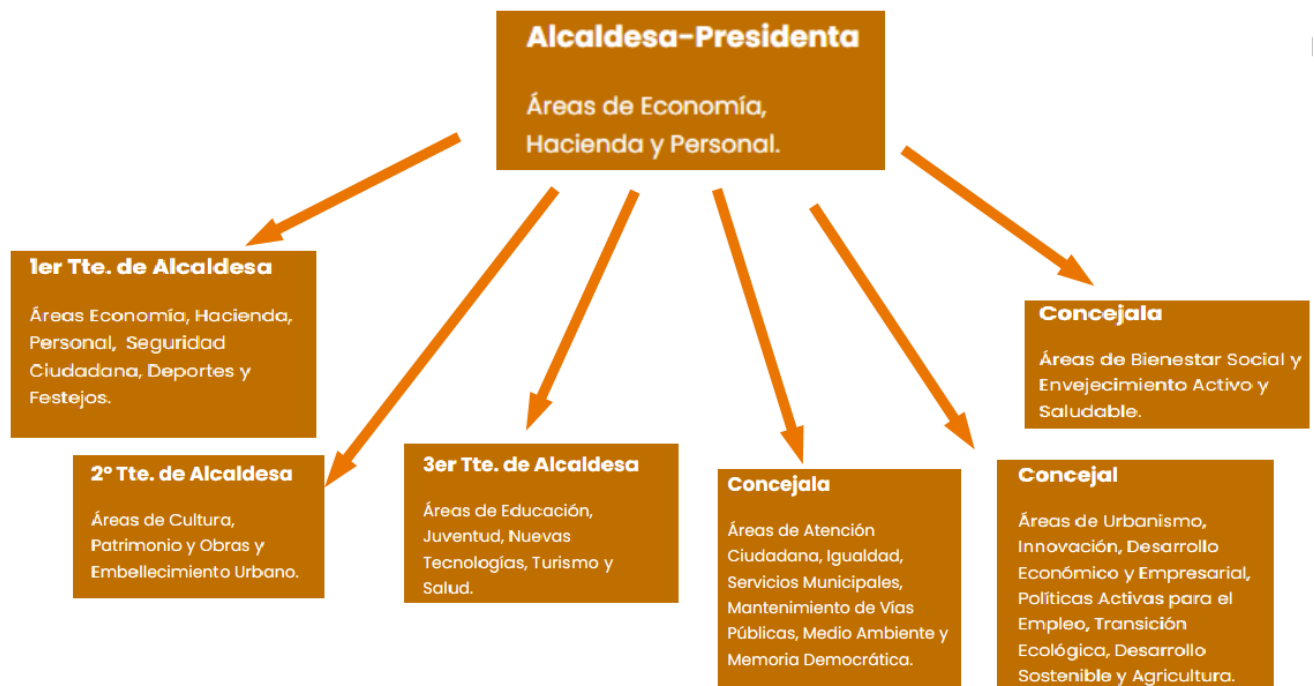 Alcaldesa-Presidenta
Áreas de Economía,
Hacienda y Personal.
1er Tte. de Alcaldesa
Áreas Economía, Hacienda,
Personal, Seguridad
Ciudadana, Deportes y
Festejos.
2º Tte. de Alcaldesa
Áreas de Cultura,
Patrimonio y Obras y
Embellecimiento Urbano.
3er Tte. de Alcaldesa
Áreas de Educación,
Juventud, Nuevas
Tecnologías, Turismo y
Salud.
Concejala
Áreas de Atención
Ciudadana, Igualdad,
Servicios Municipales,
Mantenimiento de Vías
Públicas, Medio Ambiente y
Memoria Democrática.
Concejal
Áreas de Urbanismo,
Innovación, Desarrollo
Económico y Empresarial,
Políticas Activas para el
Empleo, Transición
Ecológica, Desarrollo
Sostenible y Agricultura.
Concejala
Áreas de Bienestar Social y
Envejecimiento Activo y
Saludable.